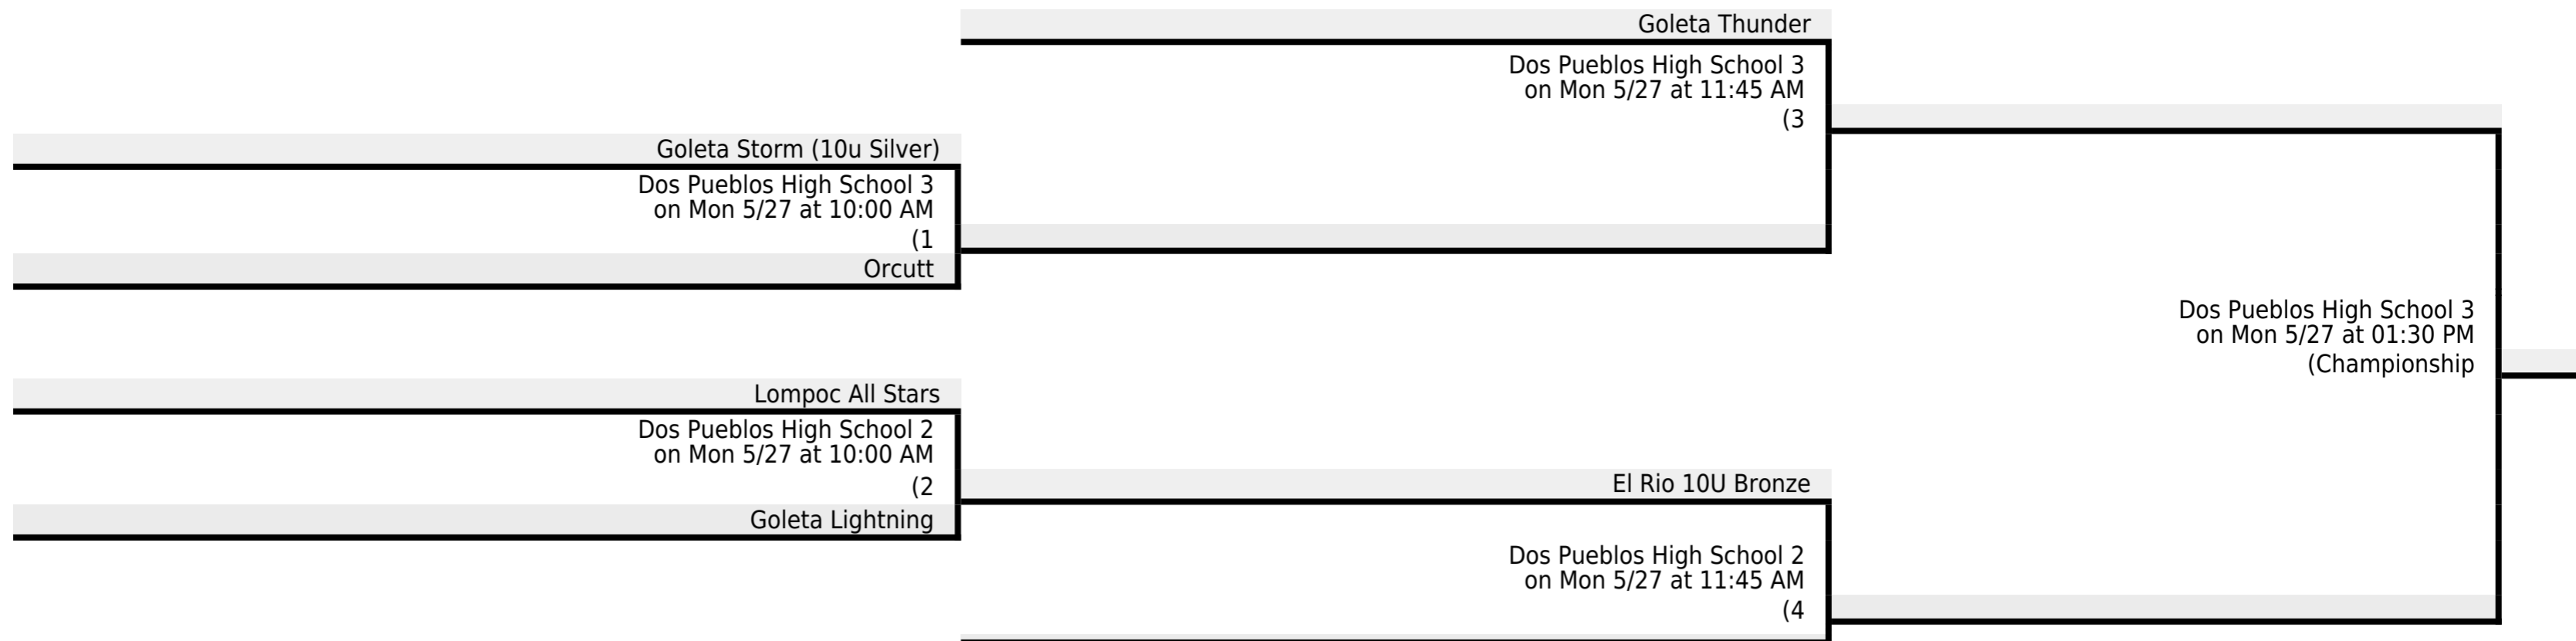 Goleta Thunder
Dos Pueblos High School 3
on Mon 5/27 at 11:45 AM
(3
Goleta Storm (10u Silver)
Dos Pueblos High School 3
on Mon 5/27 at 10:00 AM
(1
Orcutt
Dos Pueblos High School 3
on Mon 5/27 at 01:30 PM
(Championship
Lompoc All Stars
Dos Pueblos High School 2
on Mon 5/27 at 10:00 AM
(2
Goleta Lightning
El Rio 10U Bronze
Dos Pueblos High School 2
on Mon 5/27 at 11:45 AM
(4